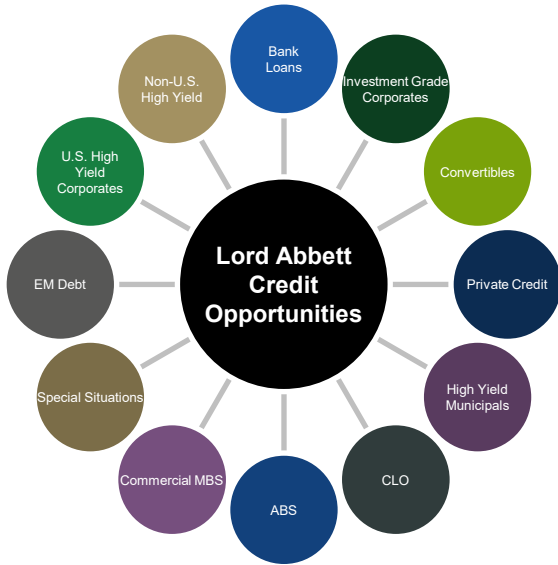 Bank
Loans
Investment Grade
Corporates
Convertibles
Private Credit
High Yield
Municipals
CLO
ABS
Commercial MBS
Special Situations
EM Debt
U.S. High
Yield
Corporates
Non-U.S.
High Yield
Lord Abbett
Credit
Opportunities